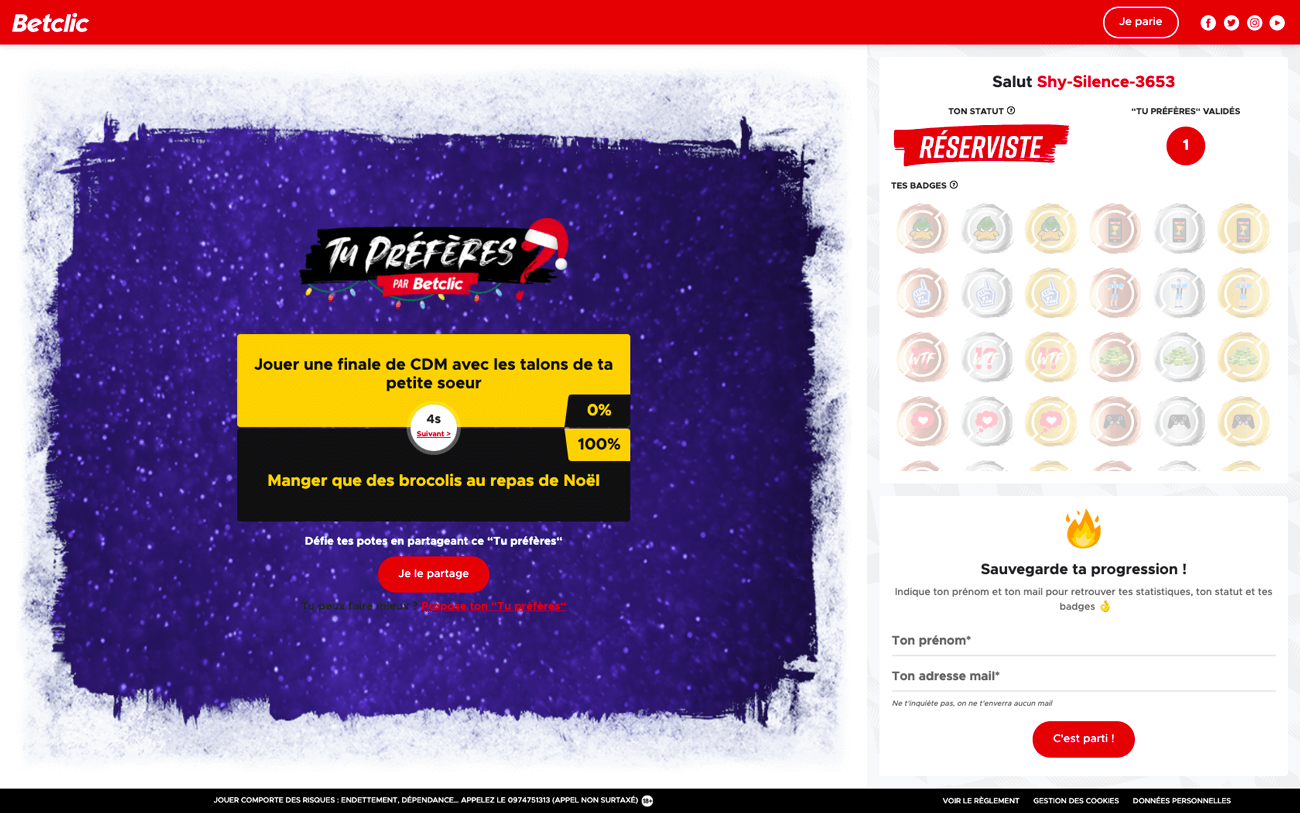 Betclic
Je parie
TU PRÉFÈRES ?
PAR Betclic
Jouer une finale de CDM avec les talons de ta
petite soeur
0%
4s
Suivant >
100%
Manger que des brocolis au repas de Noël
Défie tes potes en partageant ce "Tu préfères"
Je le partage
Tu peux faire mieux ? Propose ton "Tu préfères"
Salut Shy-Silence-3653
TON STATUT ?
"TU PRÉFÈRES" VALIDÉS
RÉSERVISTE
1
TES BADGES ?
WTF
WTF
WTF
Sauvegarde ta progression !
Indique ton prénom et ton mail pour retrouver tes statistiques, ton statut et tes
badges 👌
Ton prénom*
Ton adresse mail*
Ne t'inquiète pas, on ne t'enverra aucun mail
C'est parti !
JOUER COMPORTE DES RISQUES : ENDETTEMENT, DÉPENDANCE... APPELEZ LE 0974751313 (APPEL NON SURTAXÉ) 18+
VOIR LE RÈGLEMENT GESTION DES COOKIES DONNÉES PERSONNELLES